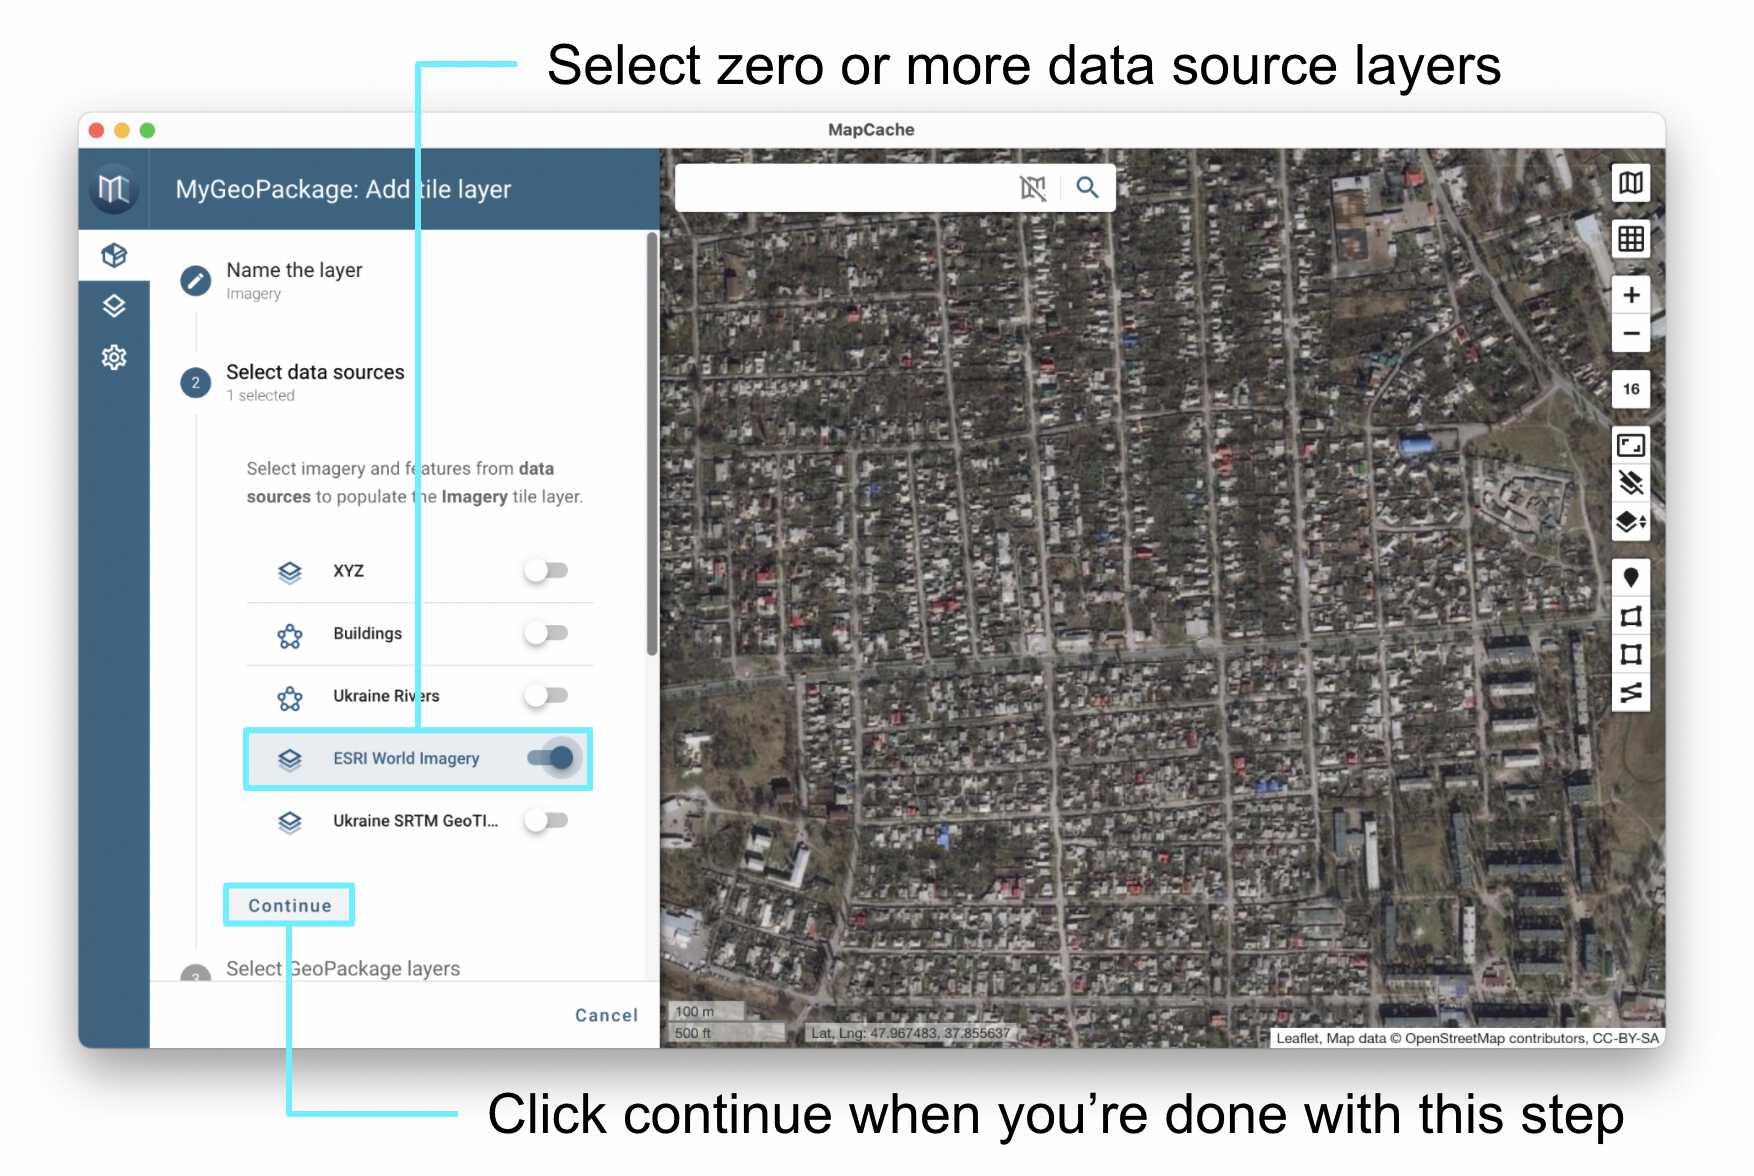 Select zero or more data source layers
MapCache
MyGeoPackage: Add tile layer
Name the layer
Imagery
2
Select data sources
1 selected
Select imagery and features from data
sources to populate the Imagery tile layer.
XYZ
Buildings
Ukraine Rivers
ESRI World Imagery
Ukraine SRTM GeoTI...
Continue
3
Select GeoPackage layers
Cancel
16
100 m
500 ft
Lat, Lng: 47.967483, 37.855637
Leaflet, Map data © OpenStreetMap contributors, CC-BY-SA
Click continue when you’re done with this step